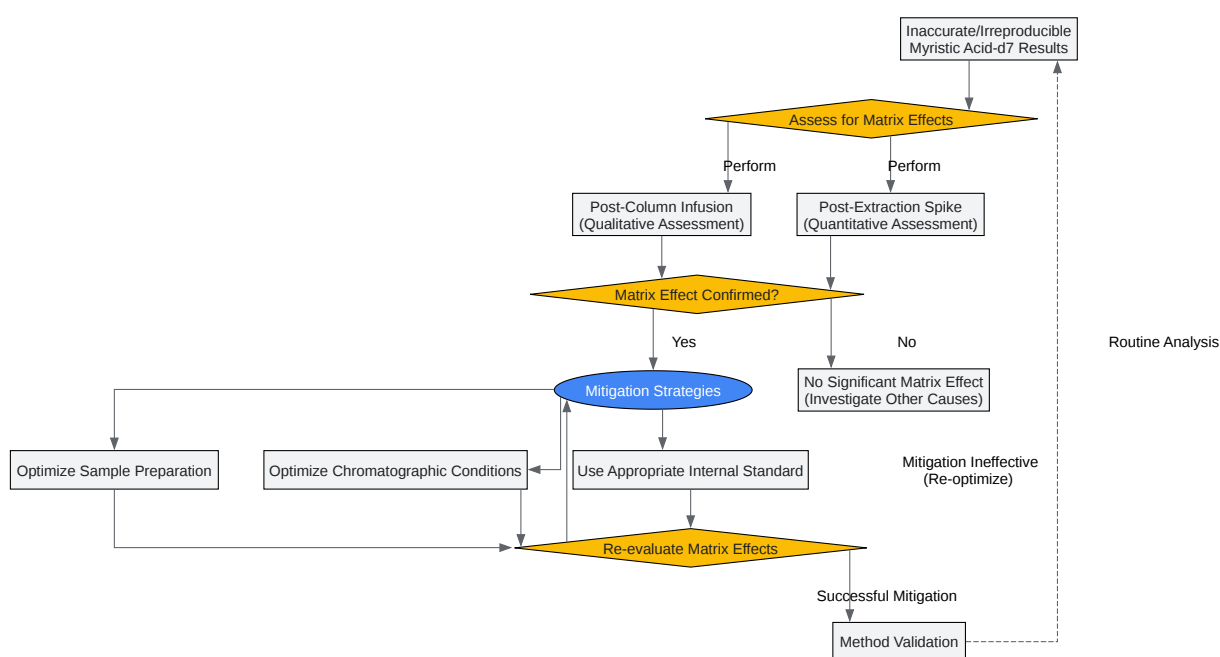 Inaccurate/Irreproducible
Myristic Acid-d7 Results
Assess for Matrix Effects
Perform
Perform
Post-Column Infusion
(Qualitative Assessment)
Post-Extraction Spike
(Quantitative Assessment)
Matrix Effect Confirmed?
Yes
No
Routine Analysis
Mitigation Strategies
No Significant Matrix Effect
(Investigate Other Causes)
Optimize Sample Preparation
Optimize Chromatographic Conditions
Use Appropriate Internal Standard
Mitigation Ineffective
(Re-optimize)
Re-evaluate Matrix Effects
Successful Mitigation
Method Validation